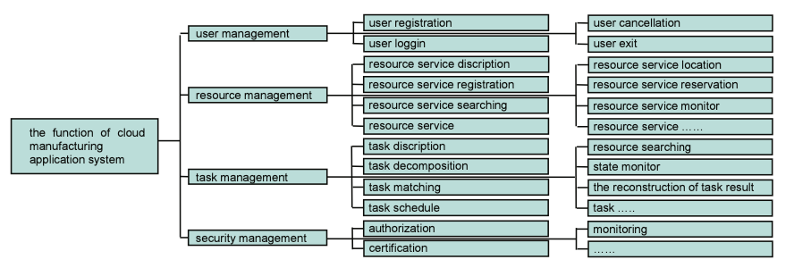 the function of cloud
manufacturing
application system
user management
user registration
user loggin
user cancellation
user exit
resource management
resource service discription
resource service registration
resource service searching
resource service
resource service location
resource service reservation
resource service monitor
resource service ……
task management
task discription
task decomposition
task matching
task schedule
resource searching
state monitor
the reconstruction of task result
task …..
security management
authorization
certification
monitoring
……